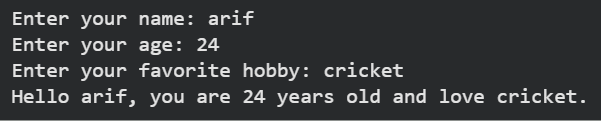 Enter your name: arif
Enter your age: 24
Enter your favorite hobby: cricket
Hello arif, you are 24 years old and love cricket.